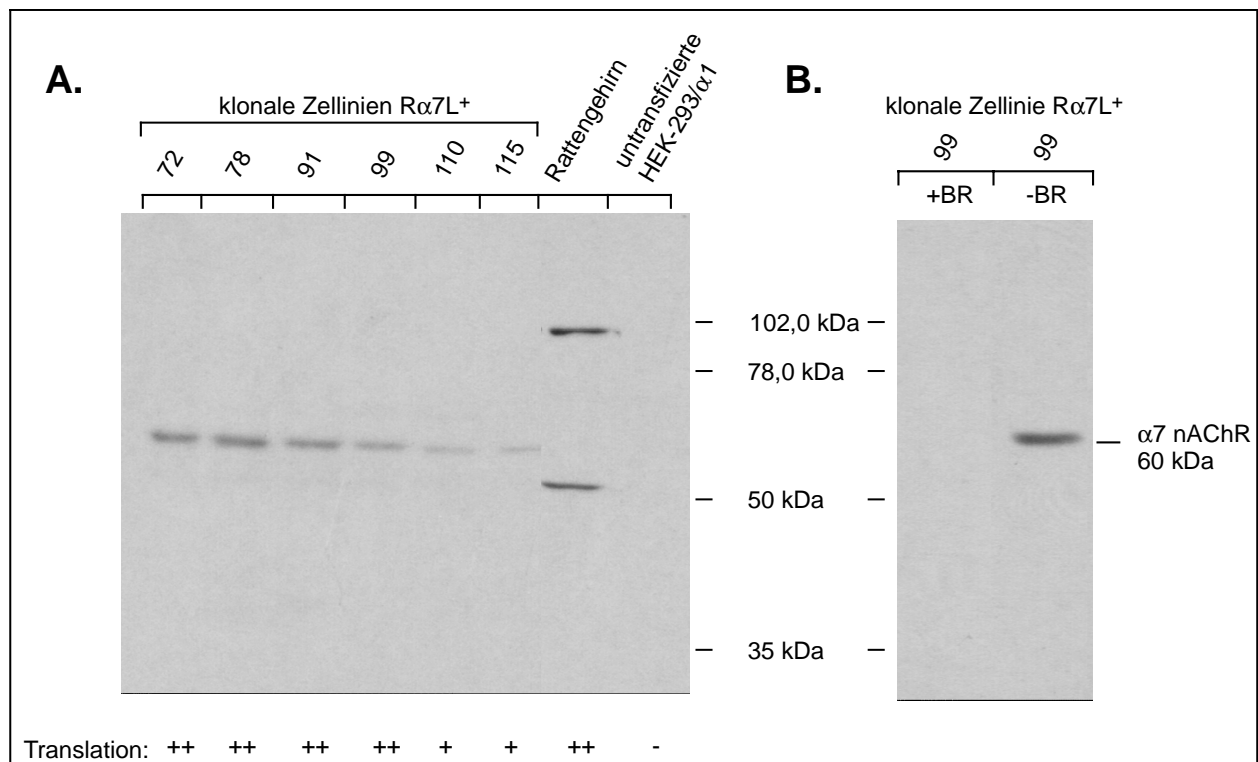 A.
klonale Zellinien Rα7L+
72 78 91 99 110 115 Rattengehirn untransfizierte HEK-293/α1
102,0 kDa
78,0 kDa
50 kDa
35 kDa
Translation: ++ ++ ++ ++ + + ++ -
B.
klonale Zellinie Rα7L+
99 99
+BR -BR
α7 nAChR
60 kDa